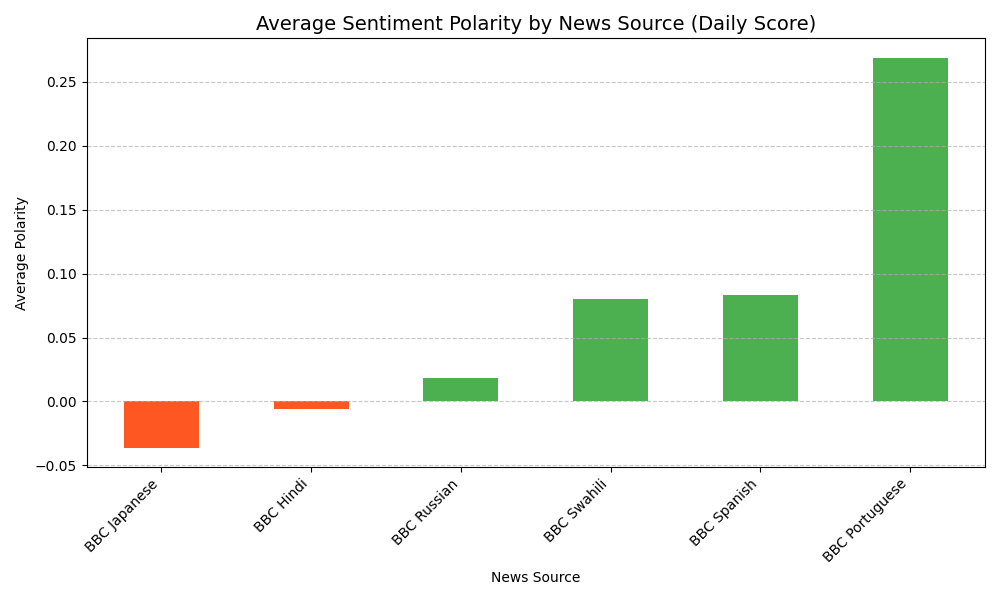 Average Sentiment Polarity by News Source (Daily Score)
Average Polarity
0.25
0.20
0.15
0.10
0.05
0.00
−0.05
BBC Japanese
BBC Hindi
BBC Russian
BBC Swahili
BBC Spanish
BBC Portuguese
News Source